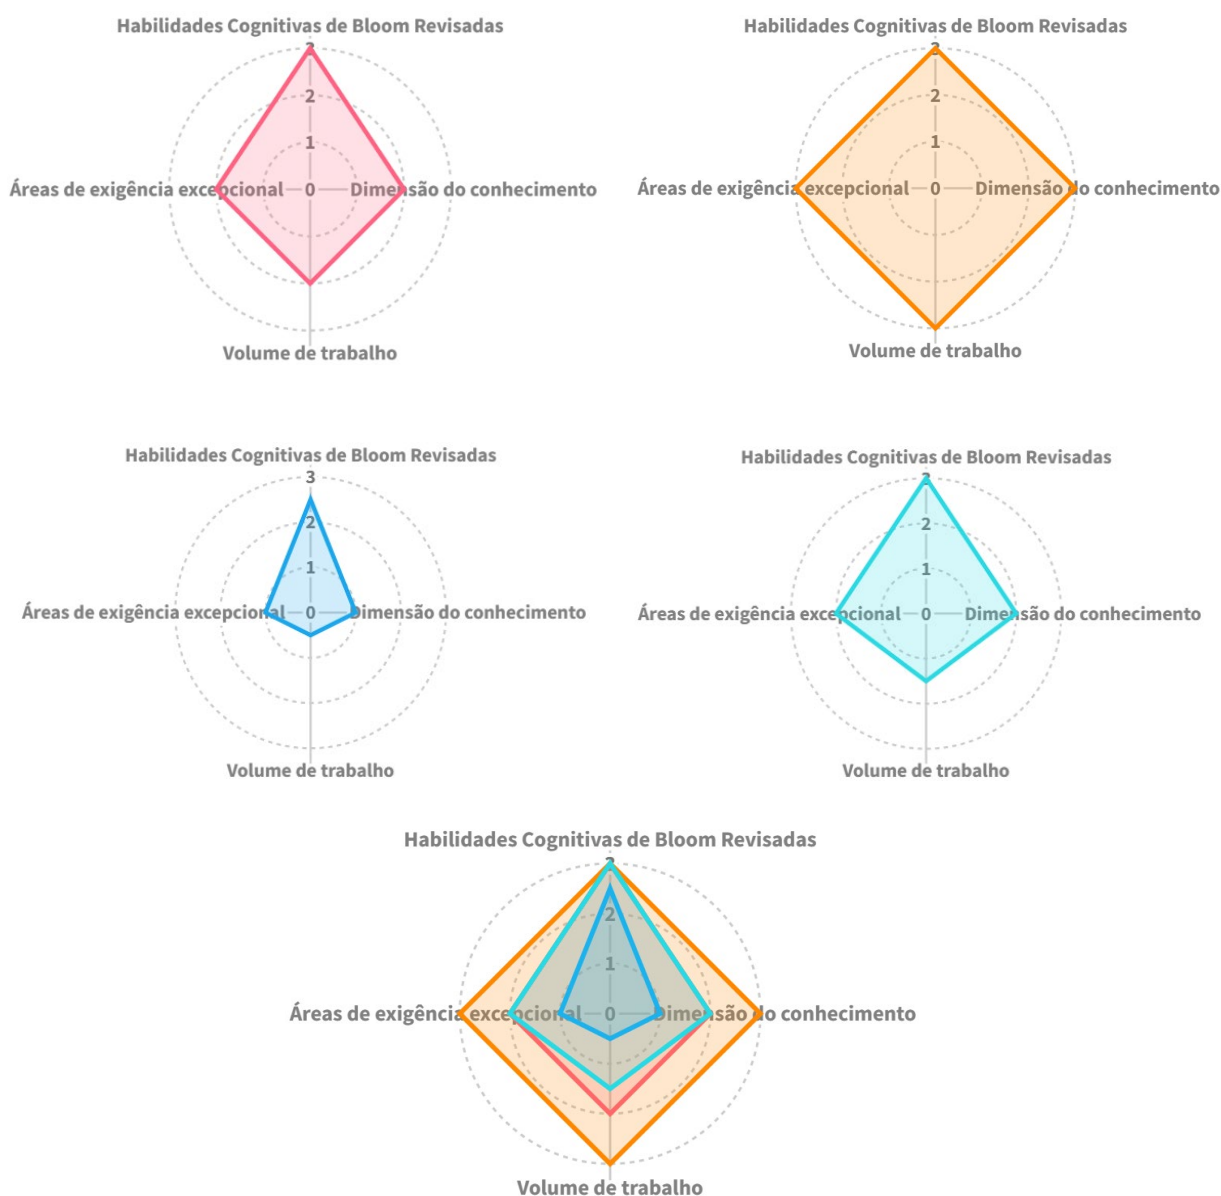 Habilidades Cognitivas de Bloom Revisadas
3
2
1
Áreas de exigência excepcional 0 Dimensão do conhecimento
Volume de trabalho
Habilidades Cognitivas de Bloom Revisadas
3
2
1
Áreas de exigência excepcional 0 Dimensão do conhecimento
Volume de trabalho
Habilidades Cognitivas de Bloom Revisadas
3
2
1
Áreas de exigência excepcional 0 Dimensão do conhecimento
Volume de trabalho
Habilidades Cognitivas de Bloom Revisadas
3
2
1
Áreas de exigência excepcional 0 Dimensão do conhecimento
Volume de trabalho
Habilidades Cognitivas de Bloom Revisadas
3
2
1
Áreas de exigência excepcional 0 Dimensão do conhecimento
Volume de trabalho